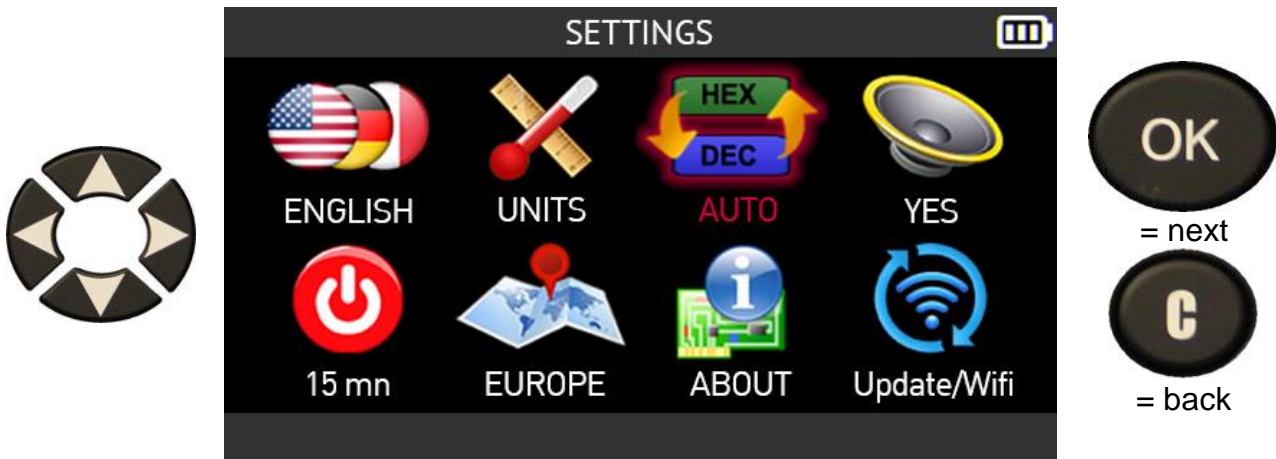 SETTINGS
HEX
DEC
ENGLISH
UNITS
AUTO
YES
15 mn
EUROPE
ABOUT
Update/Wifi
OK
= next
C
= back